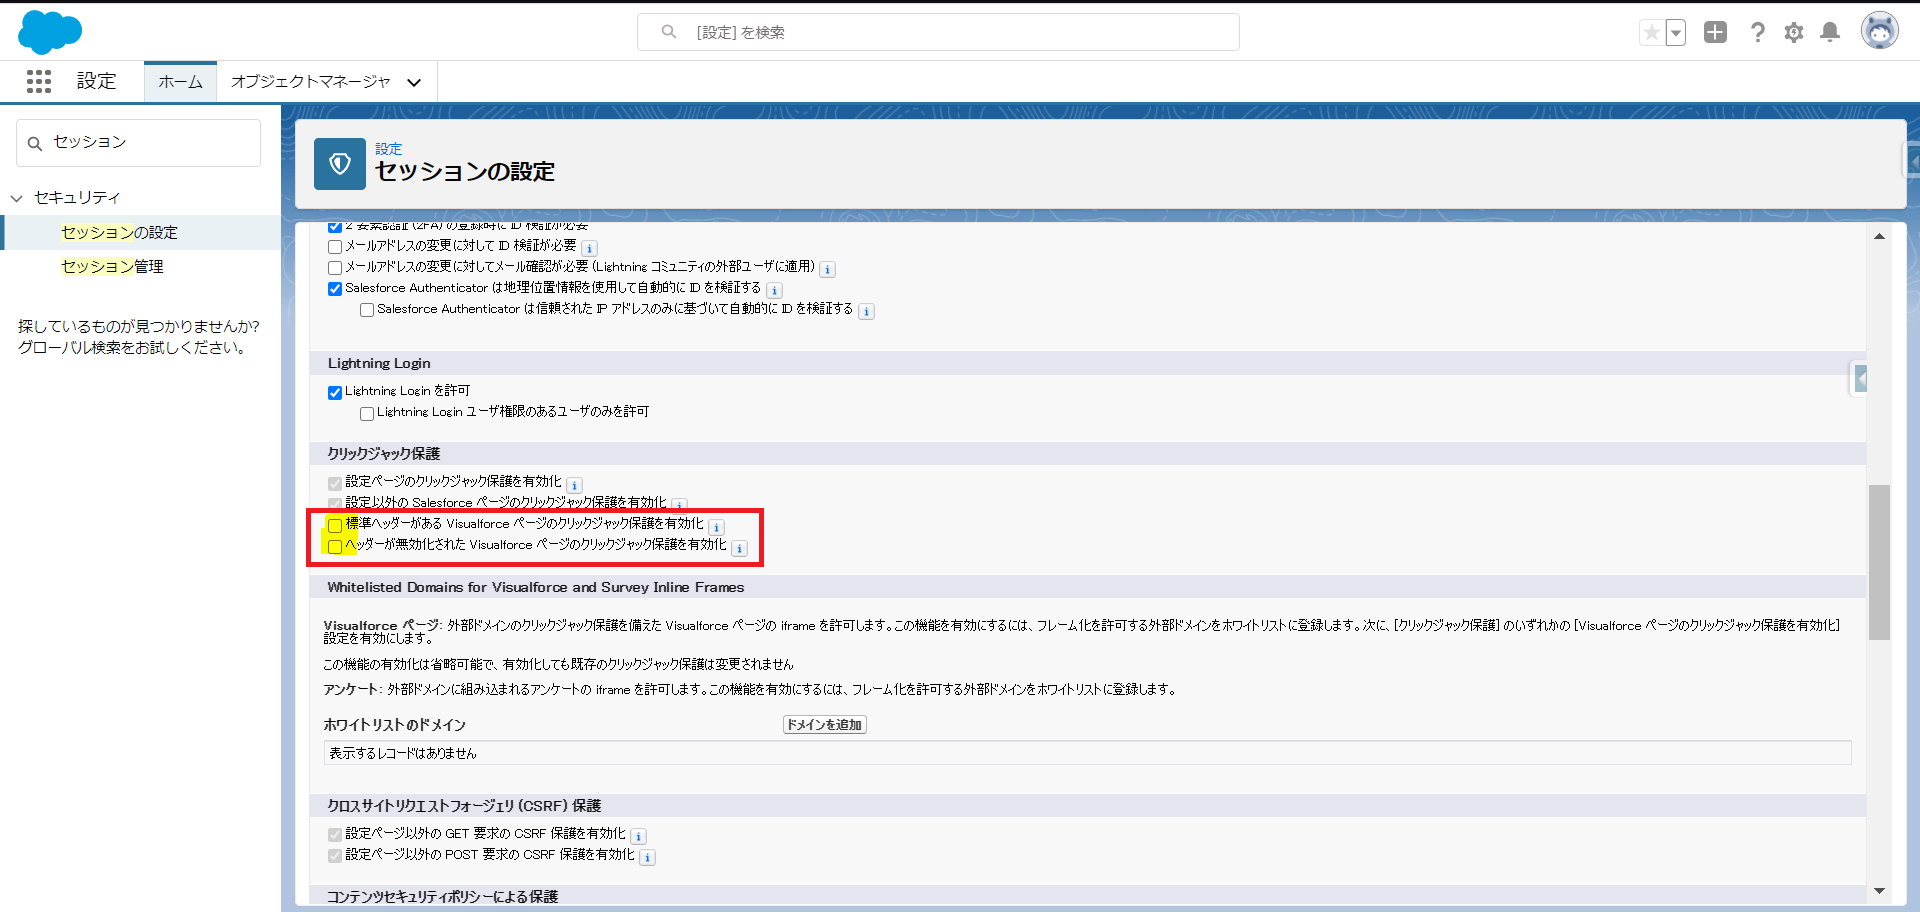 [設定] を検索
設定
ホーム
オブジェクトマネージャ
セッション
セキュリティ
セッションの設定
セッション管理
探しているものが見つかりませんか?
グローバル検索をお試しください。
設定
セッションの設定
2 要素認証 (2FA) の登録時に ID 検証が必要
メールアドレスの変更に対して ID 検証が必要
メールアドレスの変更に対してメール確認が必要 (Lightning コミュニティの外部ユーザに適用)
Salesforce Authenticator は地理位置情報を使用して自動的に ID を検証する
Salesforce Authenticator は信頼された IP アドレスのみに基づいて自動的に ID を検証する
Lightning Login
Lightning Login を許可
Lightning Login ユーザ権限のあるユーザのみを許可
クリックジャック保護
設定ページのクリックジャック保護を有効化
設定以外の Salesforce ページのクリックジャック保護を有効化
標準ヘッダーがある Visualforce ページのクリックジャック保護を有効化
ヘッダーが無効化された Visualforce ページのクリックジャック保護を有効化
Whitelisted Domains for Visualforce and Survey Inline Frames
Visualforce ページ: 外部ドメインのクリックジャック保護を備えた Visualforce ページの iframe を許可します。この機能を有効にするには、フレーム化を許可する外部ドメインをホワイトリストに登録します。次に、[クリックジャック保護] のいずれかの [Visualforce ページのクリックジャック保護を有効化]
設定を有効にします。
この機能の有効化は省略可能で、有効化しても既存のクリックジャック保護は変更されません
アンケート: 外部ドメインに組み込まれるアンケートの iframe を許可します。この機能を有効にするには、フレーム化を許可する外部ドメインをホワイトリストに登録します。
ホワイトリストのドメイン
ドメインを追加
表示するレコードはありません
クロスサイトリクエストフォージェリ (CSRF) 保護
設定ページ以外の GET 要求の CSRF 保護を有効化
設定ページ以外の POST 要求の CSRF 保護を有効化
コンテンツセキュリティポリシーによる保護